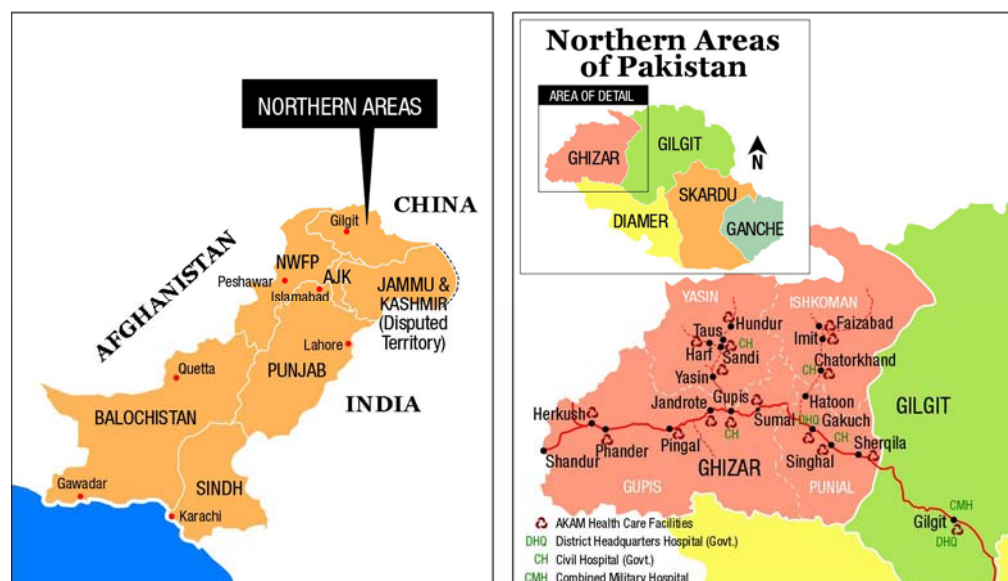 NORTHERN AREAS
CHINA
Gilgit
AFGHANISTAN
NWFP
AJK
Peshawar
Islamabad
JAMMU &
KASHMIR
(Disputed
Territory)
Lahore
Quetta
PUNJAB
INDIA
BALOCHISTAN
SINDH
Gawadar
Karachi
Northern Areas
of Pakistan
AREA OF DETAIL
GHIZAR
GILGIT
N
SKARDU
DIAMER
GANCHE
YASIN
ISHKOMAN
Hundur
Faizabad
Taus
CH
Imit
Harf
Sandi
Chatorkhand
CH
Yasin
Hatoon
Jandrote
Gupis
GILGIT
Herkush
Sumal
DHQ
Gakuch
CH
CH
Sherqila
Shandur
Phander
Pingal
Singhal
GHIZAR
GUPIS
PUNIAL
CMH
Gilgit
DHQ
AKAM Health Care Facilities
DHQ District Headquarters Hospital (Govt.)
CH Civil Hospital (Govt.)
CMH Combined Military Hospital